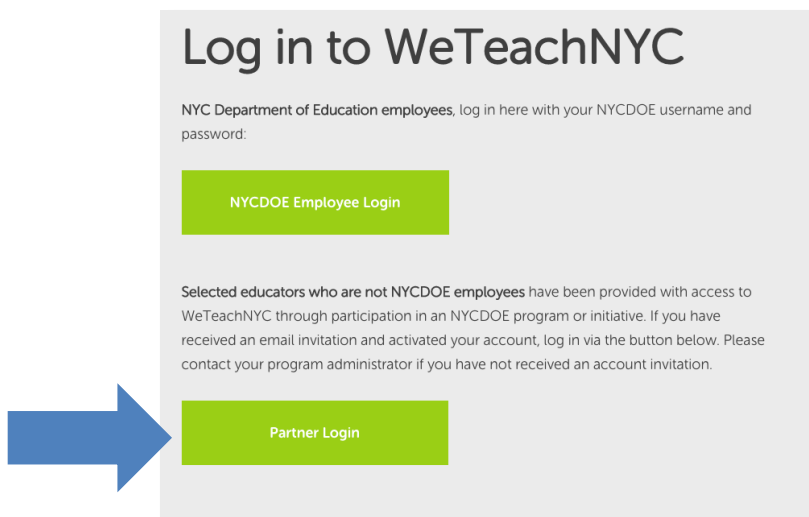 Log in to WeTeachNYC
NYC Department of Education employees, log in here with your NYCDOE username and
password:
NYCDOE Employee Login
Selected educators who are not NYCDOE employees have been provided with access to
WeTeachNYC through participation in an NYCDOE program or initiative. If you have
received an email invitation and activated your account, log in via the button below. Please
contact your program administrator if you have not received an account invitation.
Partner Login